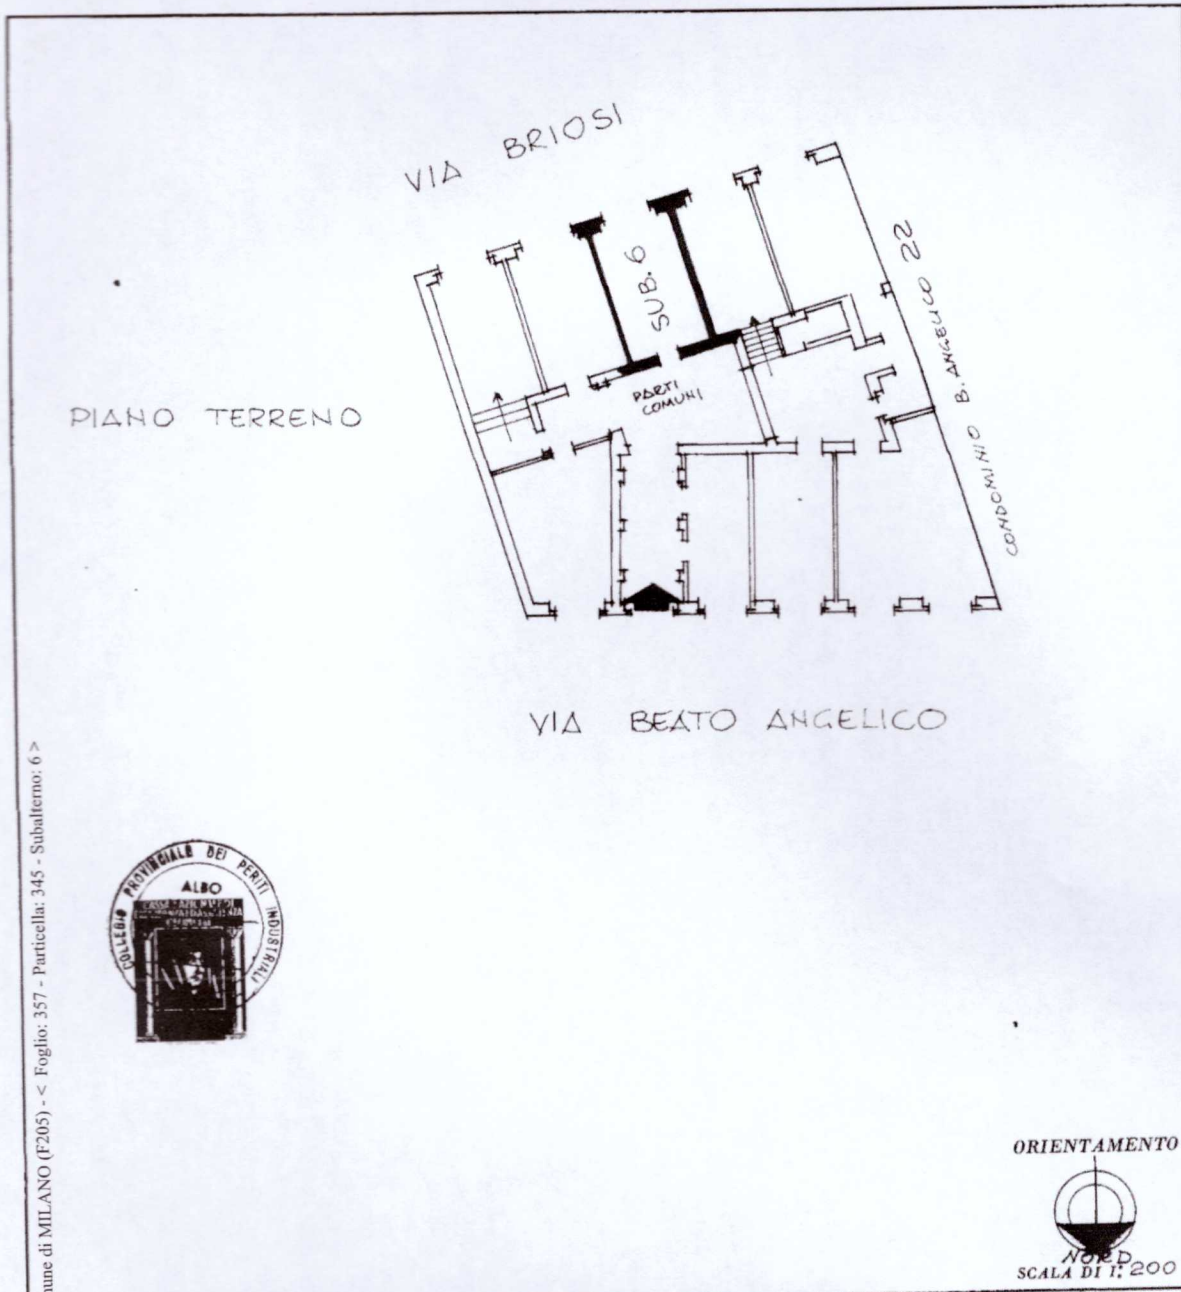 VIA BRIOSI
SUB. 6
CONDOMINIO B. ANGELICO 22
PARTI
COMUNI
PIANO TERRENO
VIA BEATO ANGELICO
mune di MILANO (F205) - < Foglio: 357 - Particella: 345 - Subalterno: 6 >
COLLEGIO PROVINCIALE DEI PERITI INDUSTRIALI
ALBO
ORIENTAMENTO
NORD
SCALA DI 1: 200